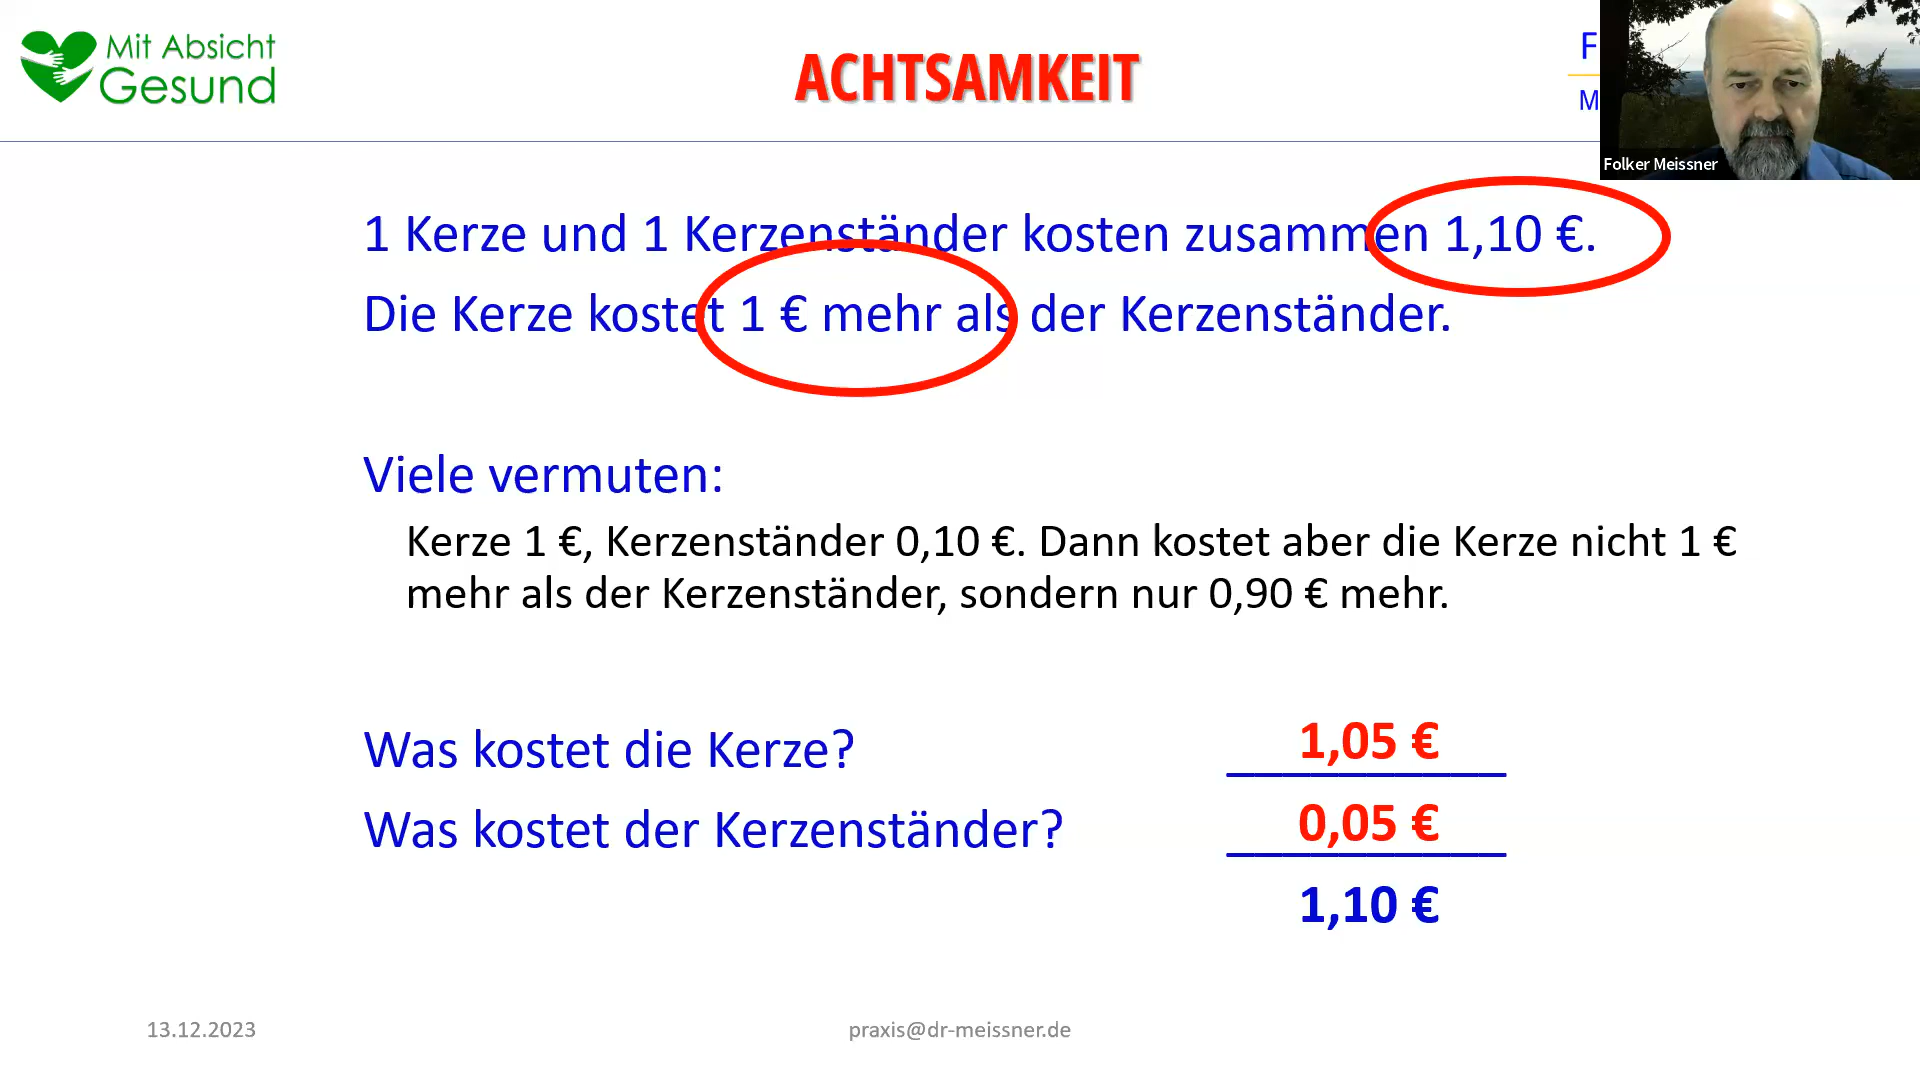 Mit Absicht
Gesund
ACHTSAMKEIT
F
M
Folker Meissner
1 Kerze und 1 Kerzenständer kosten zusammen 1,10 €.
Die Kerze kostet 1 € mehr als der Kerzenständer.
Viele vermuten:
Kerze 1 €, Kerzenständer 0,10 €. Dann kostet aber die Kerze nicht 1 €
mehr als der Kerzenständer, sondern nur 0,90 € mehr.
Was kostet die Kerze? 1,05 €
Was kostet der Kerzenständer? 0,05 €
1,10 €
13.12.2023
praxis@dr-meissner.de